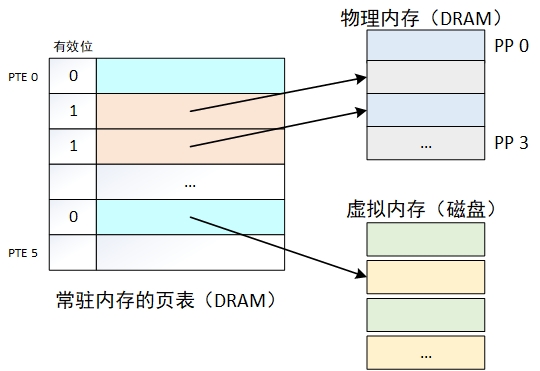 物理内存（DRAM）
有效位
PTE 0
0
PP 0
1
1
...
PP 3
...
0
虚拟内存（磁盘）
PTE 5
常驻内存的页表（DRAM）
...